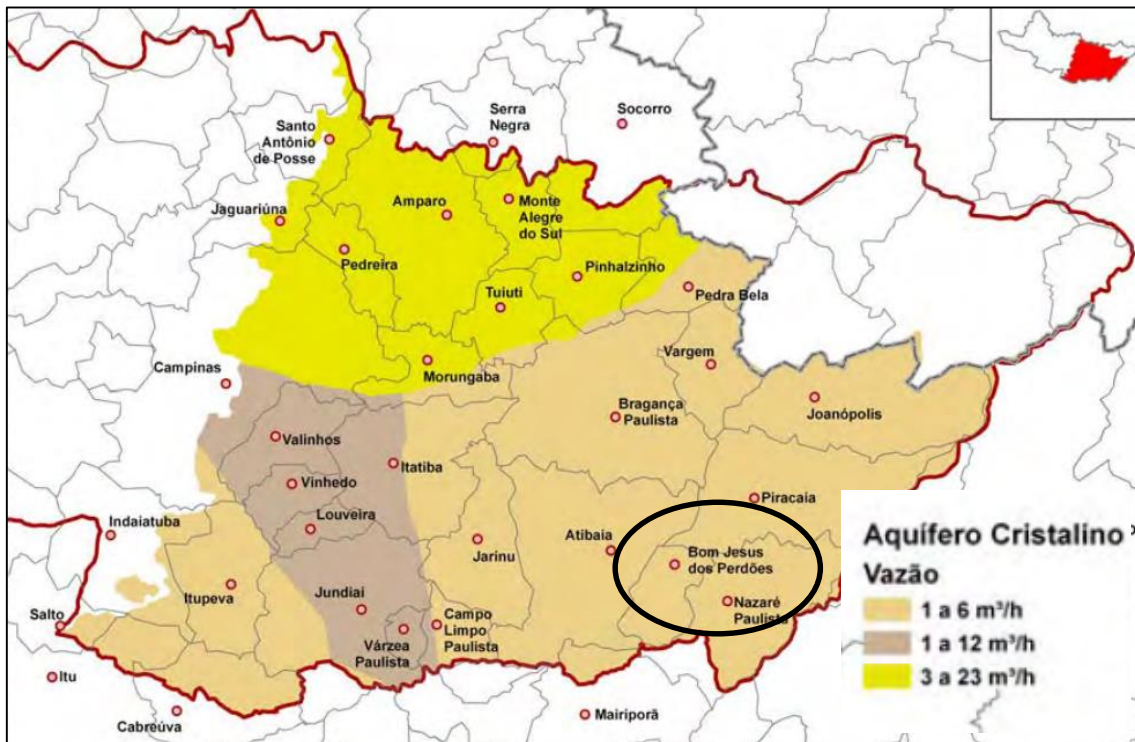 Socorro
Serra
Negra
Santo
Antônio
de Posse
Amparo
Monte
Alegre
do Sul
Jaguariúna
Pedreira
Pinhalzinho
Tuiuti
Pedra Bela
Vargem
Campinas
Morungaba
Joanópolis
Bragança
Paulista
Valinhos
Itatiba
Vinhedo
Piracaia
Louveira
Indaiatuba
Atibaia
Jarinu
Bom Jesus
dos Perdões
Itupeva
Jundiai
Nazaré
Paulista
Campo
Limpo
Paulista
Salto
Várzea
Paulista
Itu
Cabreúva
Mairiporã
Aquífero Cristalino
Vazão
1 a 6 m³/h
1 a 12 m³/h
3 a 23 m³/h